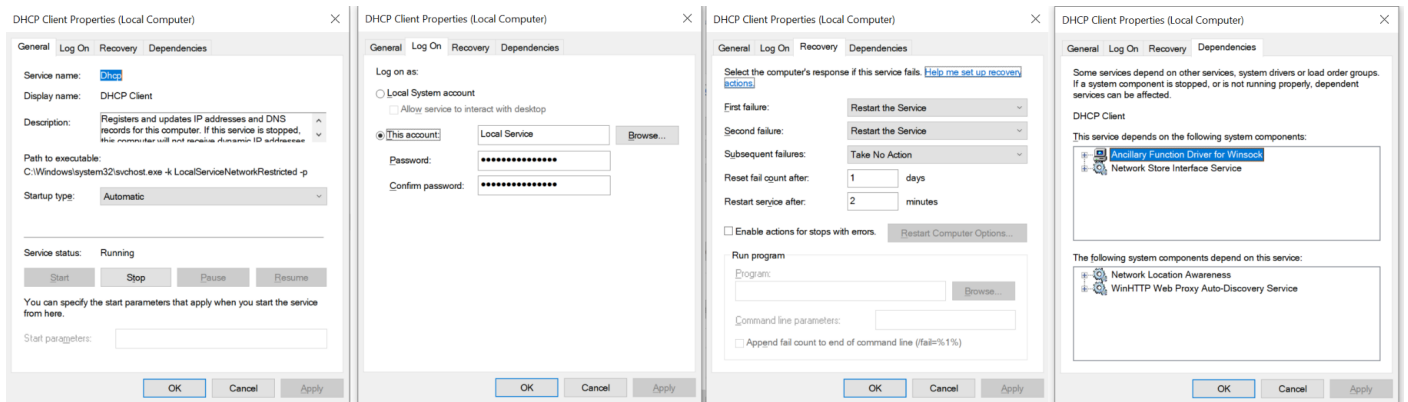 DHCP Client Properties (Local Computer)
General Log On Recovery Dependencies
Service name: Dhcp
Display name: DHCP Client
Description: Registers and updates IP addresses and DNS
records for this computer. If this service is stopped,
this computer will not receive dynamic IP addresses
Path to executable:
C:\Windows\system32\svchost.exe -k LocalServiceNetworkRestricted -p
Startup type: Automatic
Service status: Running
Start Stop Pause Resume
You can specify the start parameters that apply when you start the service
from here.
Start parameters:
OK Cancel Apply
DHCP Client Properties (Local Computer)
General Log On Recovery Dependencies
Log on as:
Local System account
Allow service to interact with desktop
This account: Local Service Browse...
Password: •••••••••••••••
Confirm password: •••••••••••••••
OK Cancel Apply
DHCP Client Properties (Local Computer)
General Log On Recovery Dependencies
Select the computer's response if this service fails. Help me set up recovery
actions.
First failure: Restart the Service
Second failure: Restart the Service
Subsequent failures: Take No Action
Reset fail count after: 1 days
Restart service after: 2 minutes
Enable actions for stops with errors. Restart Computer Options...
Run program
Program:
Browse...
Command line parameters:
Append fail count to end of command line (/fail=%1%)
OK Cancel Apply
DHCP Client Properties (Local Computer)
General Log On Recovery Dependencies
Some services depend on other services, system drivers or load order groups.
If a system component is stopped, or is not running properly, dependent
services can be affected.
DHCP Client
This service depends on the following system components:
Ancillary Function Driver for Winsock
Network Store Interface Service
The following system components depend on this service:
Network Location Awareness
WinHTTP Web Proxy Auto-Discovery Service
OK Cancel Apply